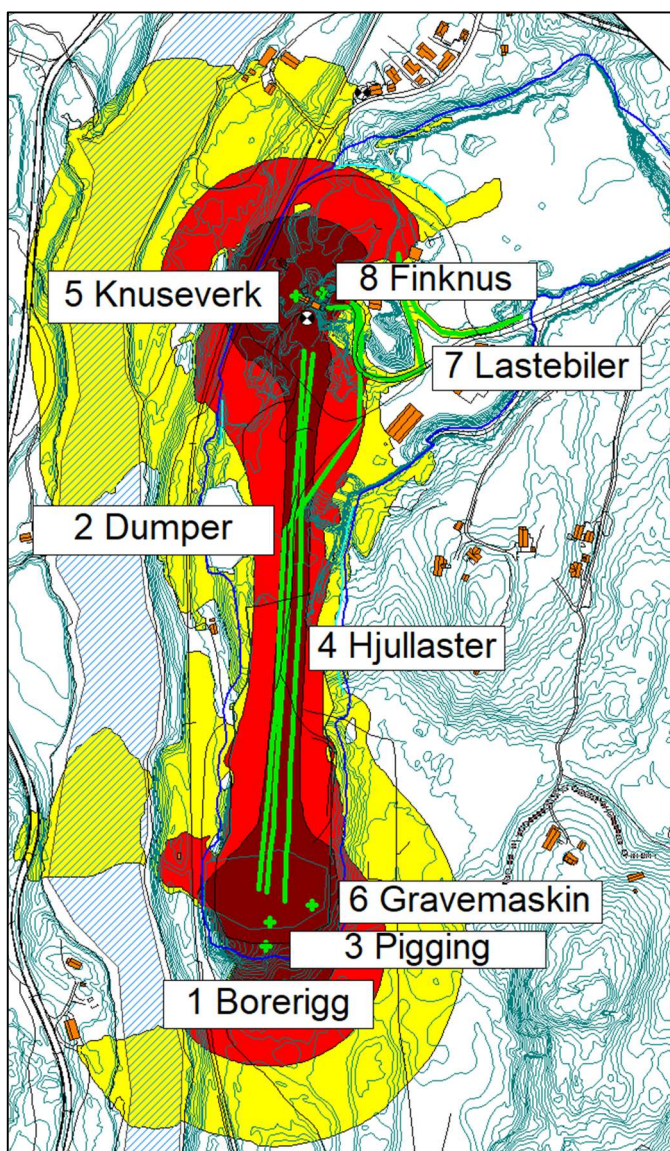 8 Finknus
5 Knuseverk
7 Lastebiler
2 Dumper
4 Hjullaster
6 Gravemaskin
3 Pigging
1 Borerigg